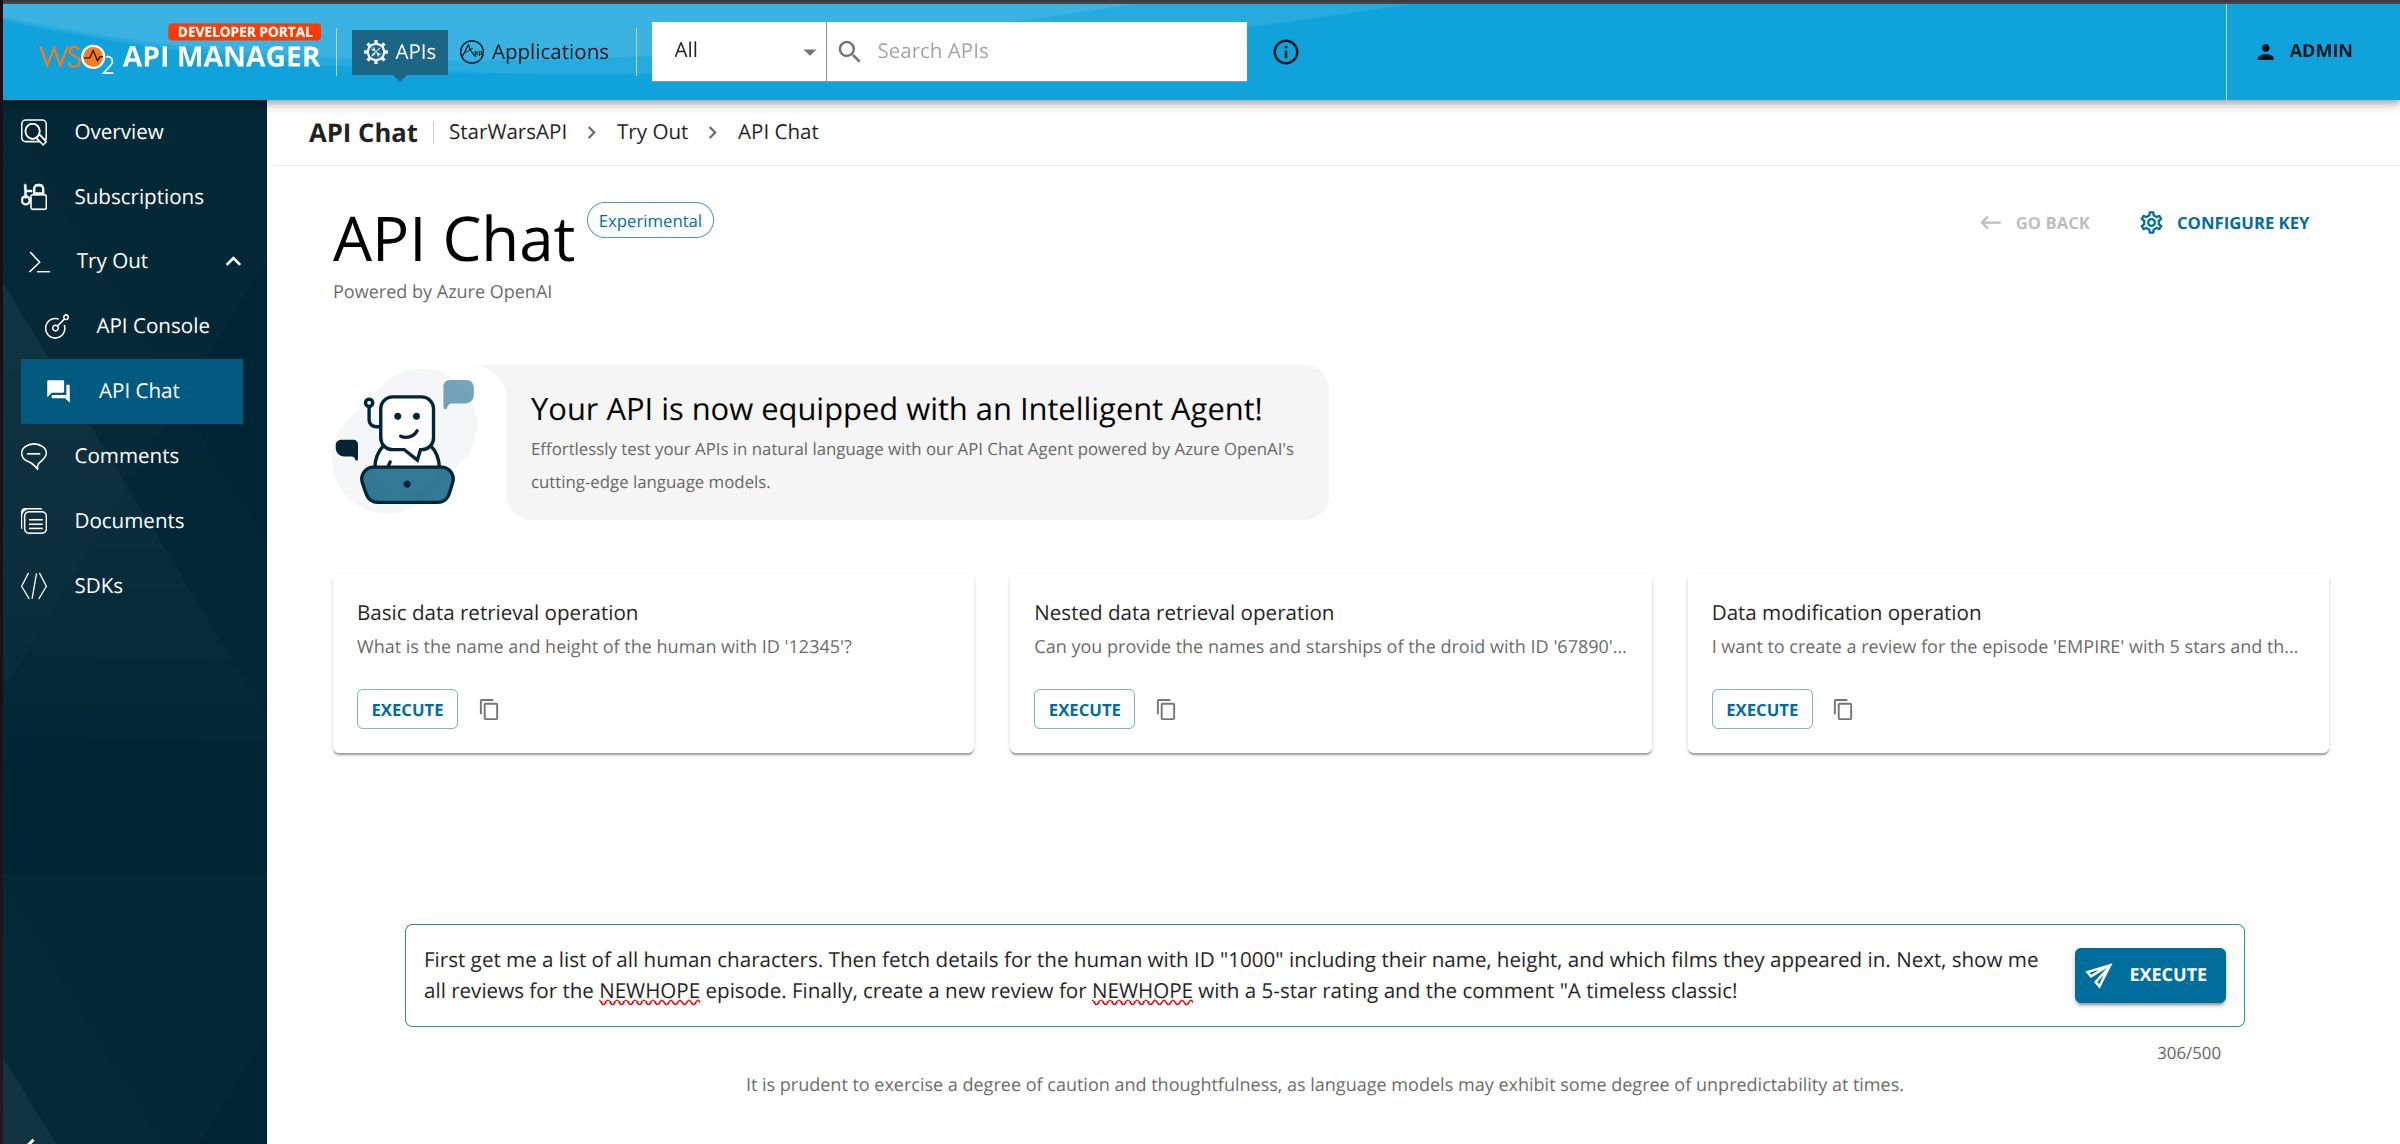 DEVELOPER PORTAL
WSO2 API MANAGER
APIs
Applications
All
Search APIs
ADMIN
Overview
Subscriptions
Try Out
API Console
API Chat
Comments
Documents
SDKs
API Chat
StarWarsAPI > Try Out > API Chat
API Chat
Experimental
GO BACK
CONFIGURE KEY
Powered by Azure OpenAI
Your API is now equipped with an Intelligent Agent!
Effortlessly test your APIs in natural language with our API Chat Agent powered by Azure OpenAI's
cutting-edge language models.
Basic data retrieval operation
What is the name and height of the human with ID '12345'?
EXECUTE
Nested data retrieval operation
Can you provide the names and starships of the droid with ID '67890'...
EXECUTE
Data modification operation
I want to create a review for the episode 'EMPIRE' with 5 stars and th...
EXECUTE
First get me a list of all human characters. Then fetch details for the human with ID "1000" including their name, height, and which films they appeared in. Next, show me
all reviews for the NEWHOPE episode. Finally, create a new review for NEWHOPE with a 5-star rating and the comment "A timeless classic!
EXECUTE
306/500
It is prudent to exercise a degree of caution and thoughtfulness, as language models may exhibit some degree of unpredictability at times.